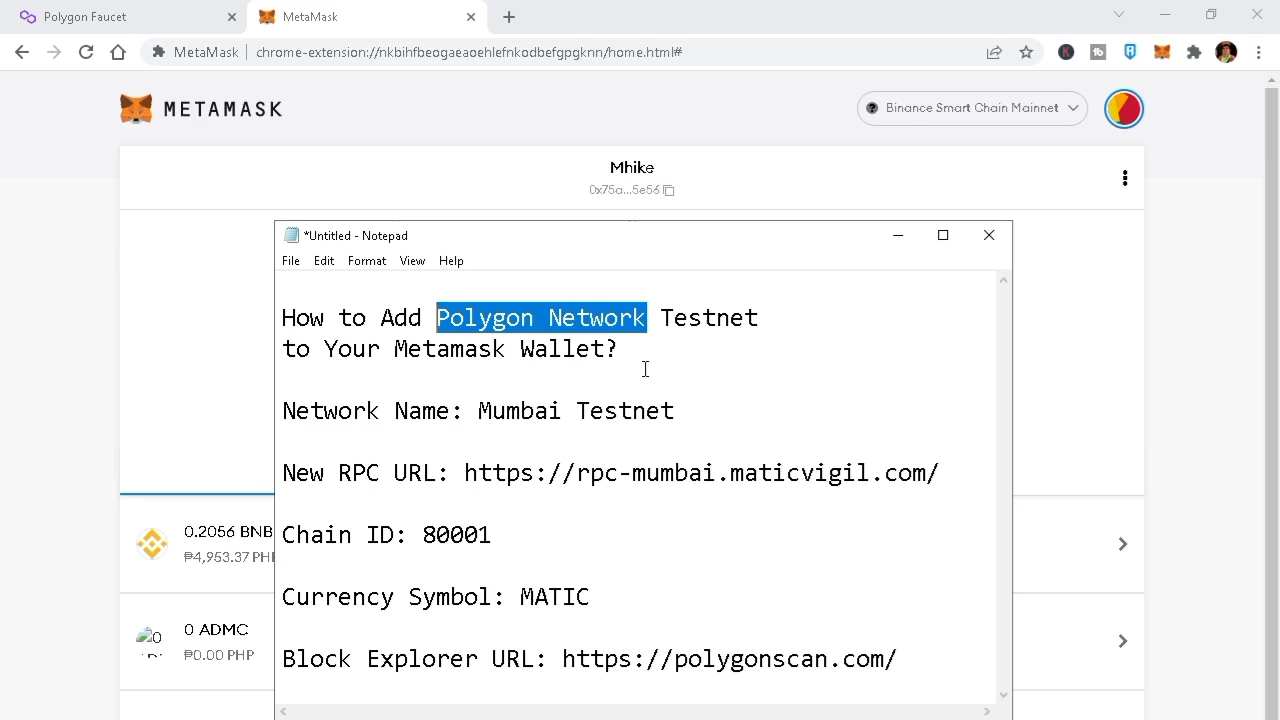 Polygon Faucet
MetaMask
MetaMask
chrome-extension://nkbihfbeogaeaoehlefnkodbefgpgknn/home.html#
METAMASK
Binance Smart Chain Mainnet
Mhike
0x75a...5e56
*Untitled - Notepad
File Edit Format View Help
How to Add Polygon Network Testnet
to Your Metamask Wallet?
Network Name: Mumbai Testnet
New RPC URL: https://rpc-mumbai.maticvigil.com/
Chain ID: 80001
Currency Symbol: MATIC
Block Explorer URL: https://polygonscan.com/
0.2056 BNB
₱4,953.37 PHP
0 ADMC
₱0.00 PHP